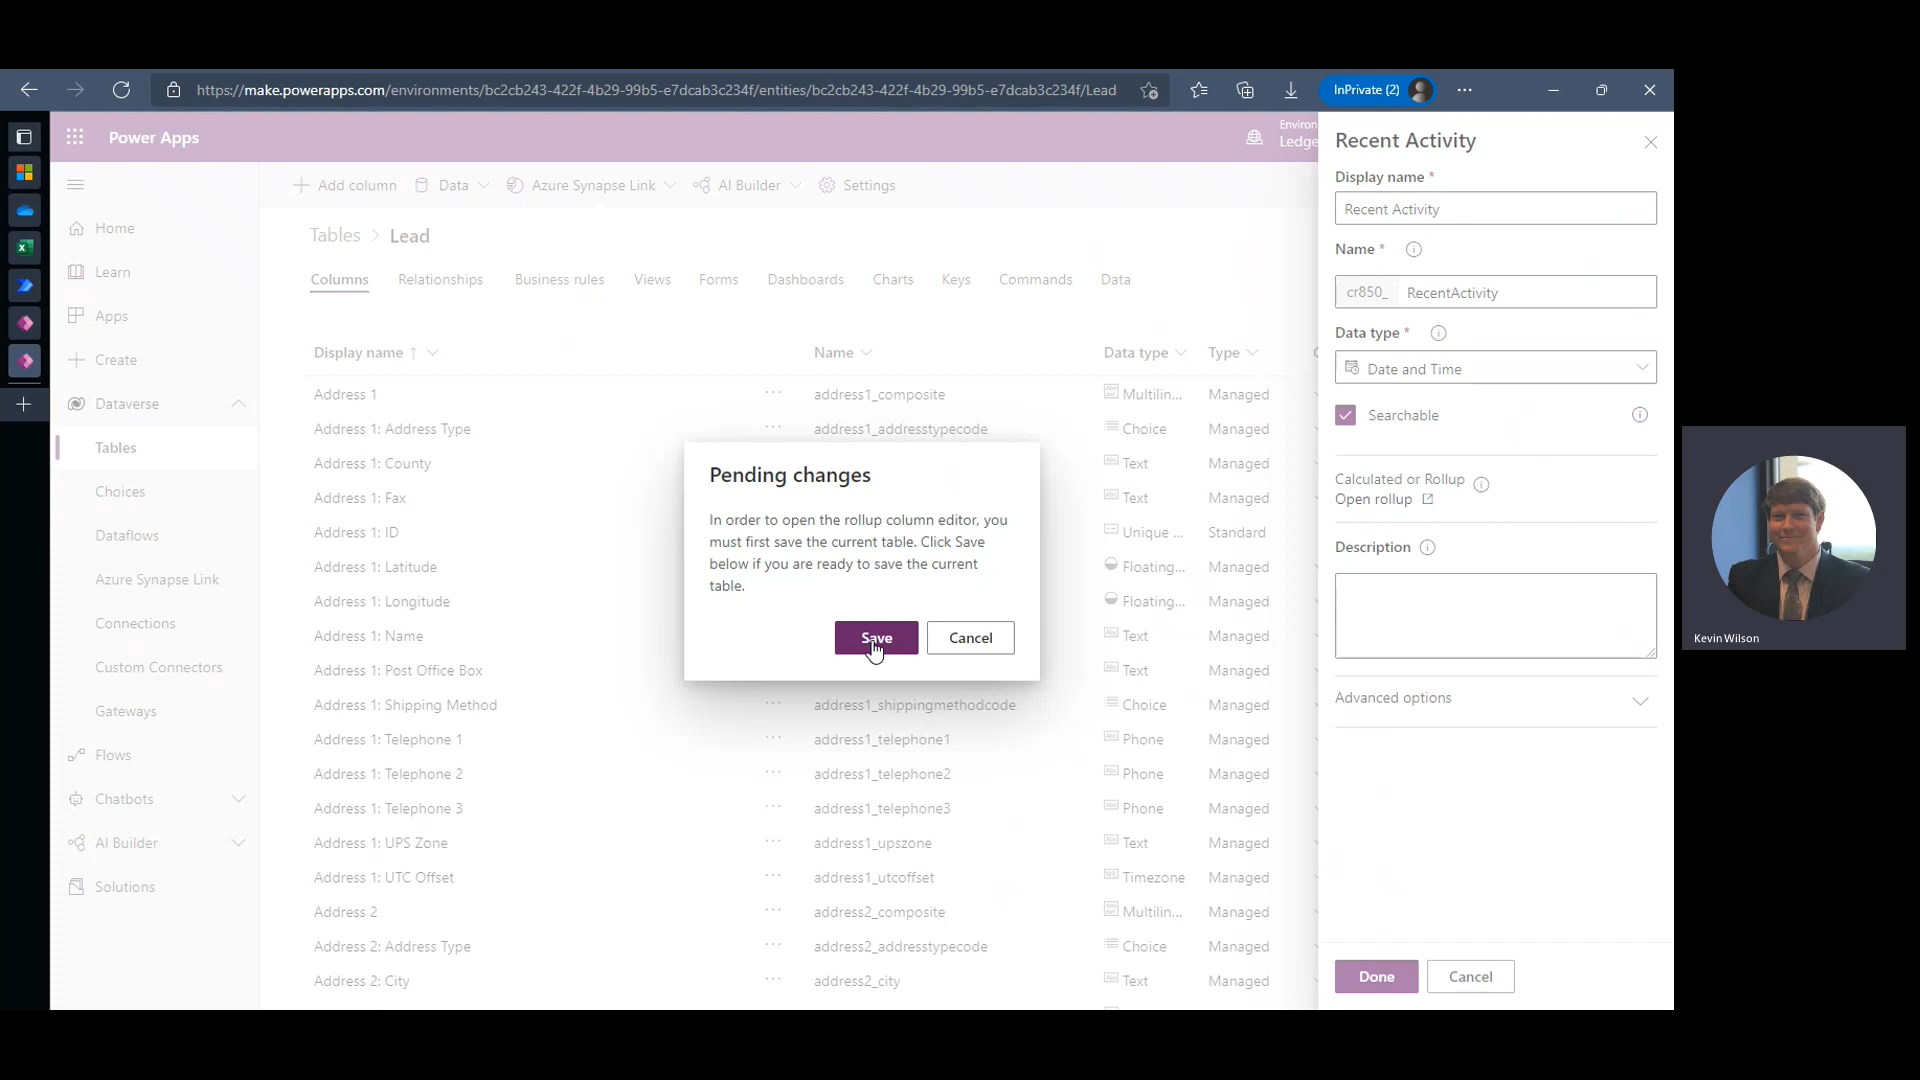 https://make.powerapps.com/environments/bc2cb243-422f-4b29-99b5-e7dcab3c234f/entities/bc2cb243-422f-4b29-99b5-e7dcab3c234f/Lead
InPrivate (2)
Power Apps
Environ
Ledge
Add column
Data
Azure Synapse Link
AI Builder
Settings
Home
Learn
Apps
Create
Dataverse
Tables
Choices
Dataflows
Azure Synapse Link
Connections
Custom Connectors
Gateways
Flows
Chatbots
AI Builder
Solutions
Tables > Lead
Columns Relationships Business rules Views Forms Dashboards Charts Keys Commands Data
Display name ↑ Name Data type Type
Address 1 ··· address1_composite Multilin... Managed
Address 1: Address Type ··· address1_addresstypecode Choice Managed
Address 1: County Text Managed
Address 1: Fax Text Managed
Address 1: ID Unique ... Standard
Address 1: Latitude Floating... Managed
Address 1: Longitude Floating... Managed
Address 1: Name Text Managed
Address 1: Post Office Box Text Managed
Address 1: Shipping Method ··· address1_shippingmethodcode Choice Managed
Address 1: Telephone 1 ··· address1_telephone1 Phone Managed
Address 1: Telephone 2 ··· address1_telephone2 Phone Managed
Address 1: Telephone 3 ··· address1_telephone3 Phone Managed
Address 1: UPS Zone ··· address1_upszone Text Managed
Address 1: UTC Offset ··· address1_utcoffset Timezone Managed
Address 2 ··· address2_composite Multilin... Managed
Address 2: Address Type ··· address2_addresstypecode Choice Managed
Address 2: City ··· address2_city Text Managed
Pending changes
In order to open the rollup column editor, you
must first save the current table. Click Save
below if you are ready to save the current
table.
Save Cancel
Recent Activity
Display name *
Recent Activity
Name *
cr850_ RecentActivity
Data type *
Date and Time
Searchable
Calculated or Rollup
Open rollup
Description
Advanced options
Done Cancel
Kevin Wilson